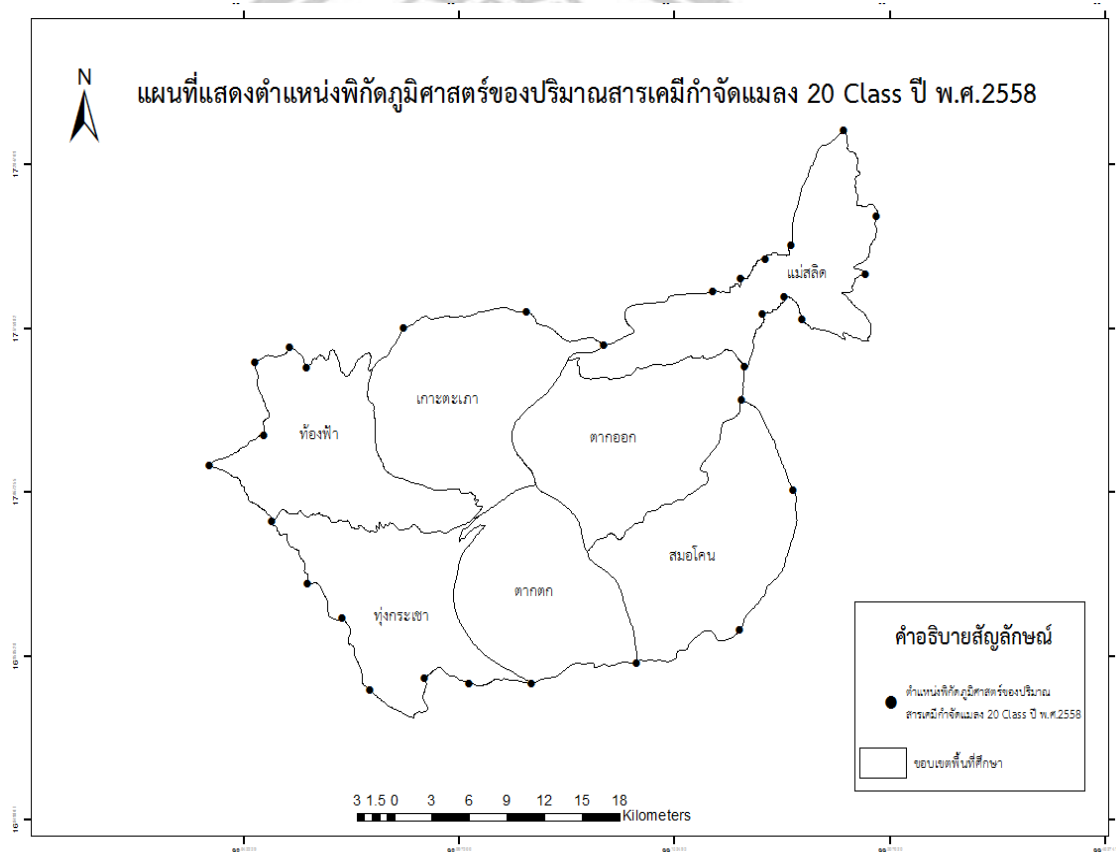 N
แผนที่แสดงตำแหน่งพิกัดภูมิศาสตร์ของปริมาณสารเคมีกำจัดแมลง 20 Class ปี พ.ศ.2558
แม่สลิด
เกาะตะเภา
ท้องฟ้า
ตากออก
สมอโคน
ตากตก
ทุ่งกระเชา
คำอธิบายสัญลักษณ์
ตำแหน่งพิกัดภูมิศาสตร์ของปริมาณ
สารเคมีกำจัดแมลง 20 Class ปี พ.ศ.2558
ขอบเขตพื้นที่ศึกษา
3 1.5 0 3 6 9 12 15 18
Kilometers